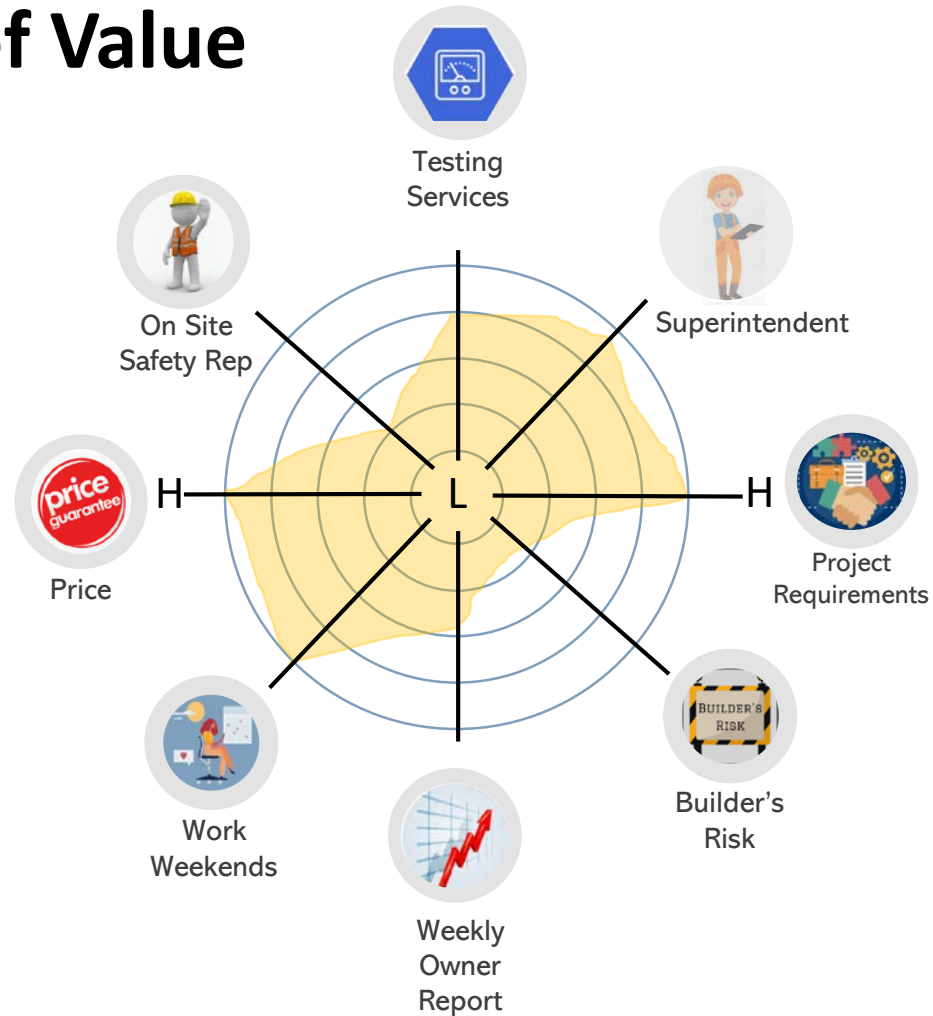 f Value
Testing
Services
Superintendent
On Site
Safety Rep
price
guarantee
H
L
H
Price
Project
Requirements
BUILDER'S
RISK
Work
Weekends
Builder's
Risk
Weekly
Owner
Report